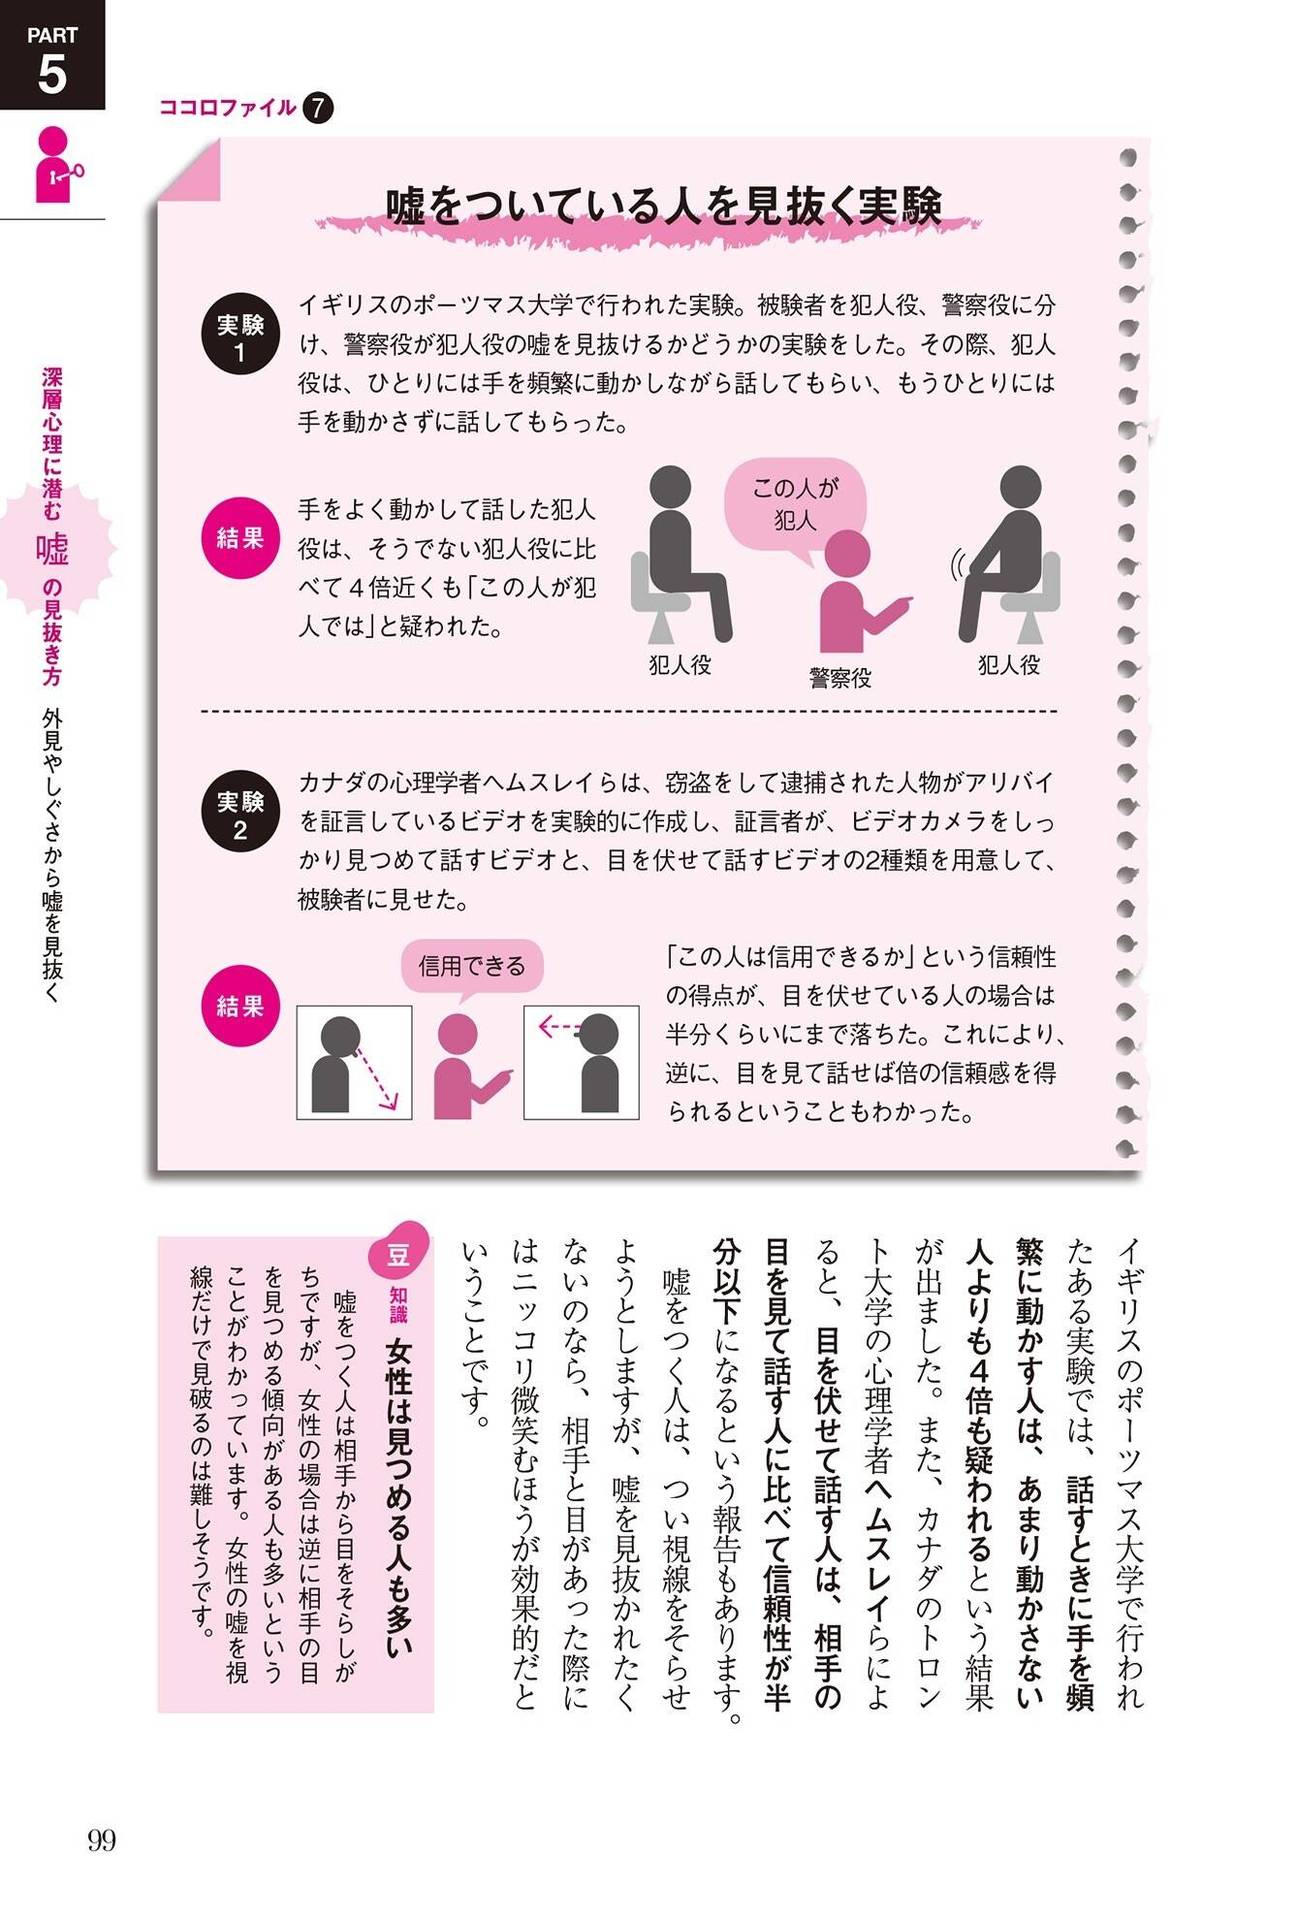 PART
5
深層心理に潜む 嘘 の見抜き方 外見やしぐさから嘘を見抜く
ココロファイル 7
嘘をついている人を見抜く実験
実験
1
イギリスのポーツマス大学で行われた実験。被験者を犯人役、警察役に分
け、警察役が犯人役の嘘を見抜けるかどうかの実験をした。その際、犯人
役は、ひとりには手を頻繁に動かしながら話してもらい、もうひとりには
手を動かさずに話してもらった。
結果
手をよく動かして話した犯人
役は、そうでない犯人役に比
べて4倍近くも「この人が犯
人では」と疑われた。
この人が
犯人
犯人役
警察役
犯人役
実験
2
カナダの心理学者ヘムスレイらは、窃盗をして逮捕された人物がアリバイ
を証言しているビデオを実験的に作成し、証言者が、ビデオカメラをしっ
かり見つめて話すビデオと、目を伏せて話すビデオの2種類を用意して、
被験者に見せた。
結果
信用できる
「この人は信用できるか」という信頼性
の得点が、目を伏せている人の場合は
半分くらいにまで落ちた。これにより、
逆に、目を見て話せば倍の信頼感を得
られるということもわかった。
イギリスのポーツマス大学で行われ
たある実験では、話すときに手を頻
繁に動かす人は、あまり動かさない
人よりも4倍も疑われるという結果
が出ました。また、カナダのトロン
ト大学の心理学者ヘムスレイらによ
ると、目を伏せて話す人は、相手の
目を見て話す人に比べて信頼性が半
分以下になるという報告もあります。
嘘をつく人は、つい視線をそらせ
ようとしますが、嘘を見抜かれたく
ないのなら、相手と目があった際に
はニッコリ微笑むほうが効果的だと
いうことです。
豆知識 女性は見つめる人も多い
嘘をつく人は相手から目をそらしが
ちですが、女性の場合は逆に相手の目
を見つめる傾向がある人も多いという
ことがわかっています。女性の嘘を視
線だけで見破るのは難しそうです。
99